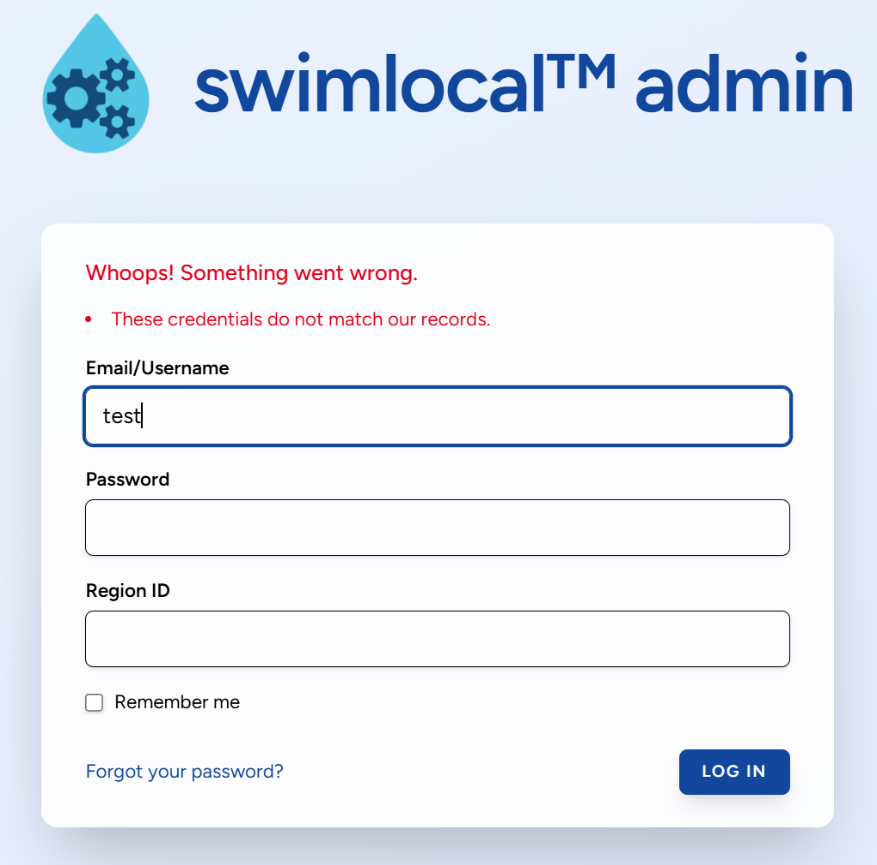 swimlocal™ admin
Whoops! Something went wrong.
• These credentials do not match our records.
Email/Username
test
Password
Region ID
Remember me
Forgot your password?
LOG IN